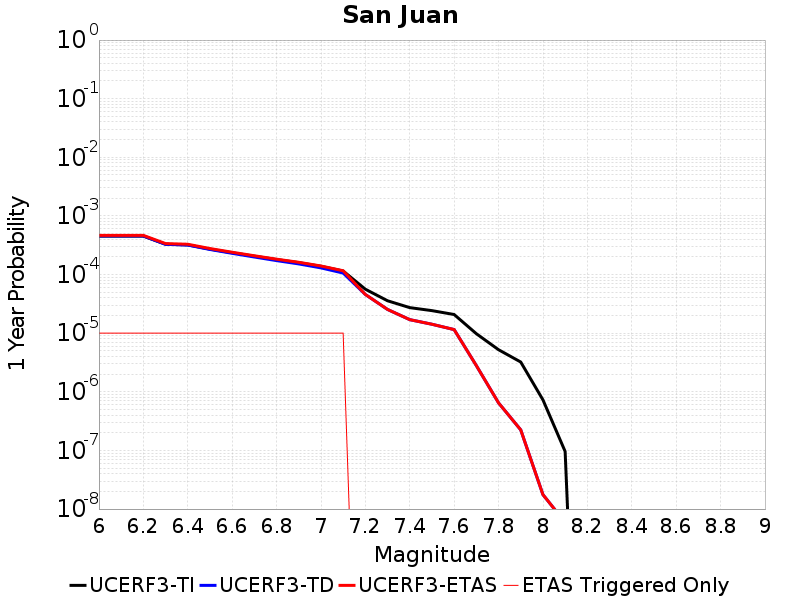 San Juan
1 Year Probability
10^0
10^-1
10^-2
10^-3
10^-4
10^-5
10^-6
10^-7
10^-8
6 6.2 6.4 6.6 6.8 7 7.2 7.4 7.6 7.8 8 8.2 8.4 8.6 8.8 9
Magnitude
UCERF3-TI UCERF3-TD UCERF3-ETAS ETAS Triggered Only